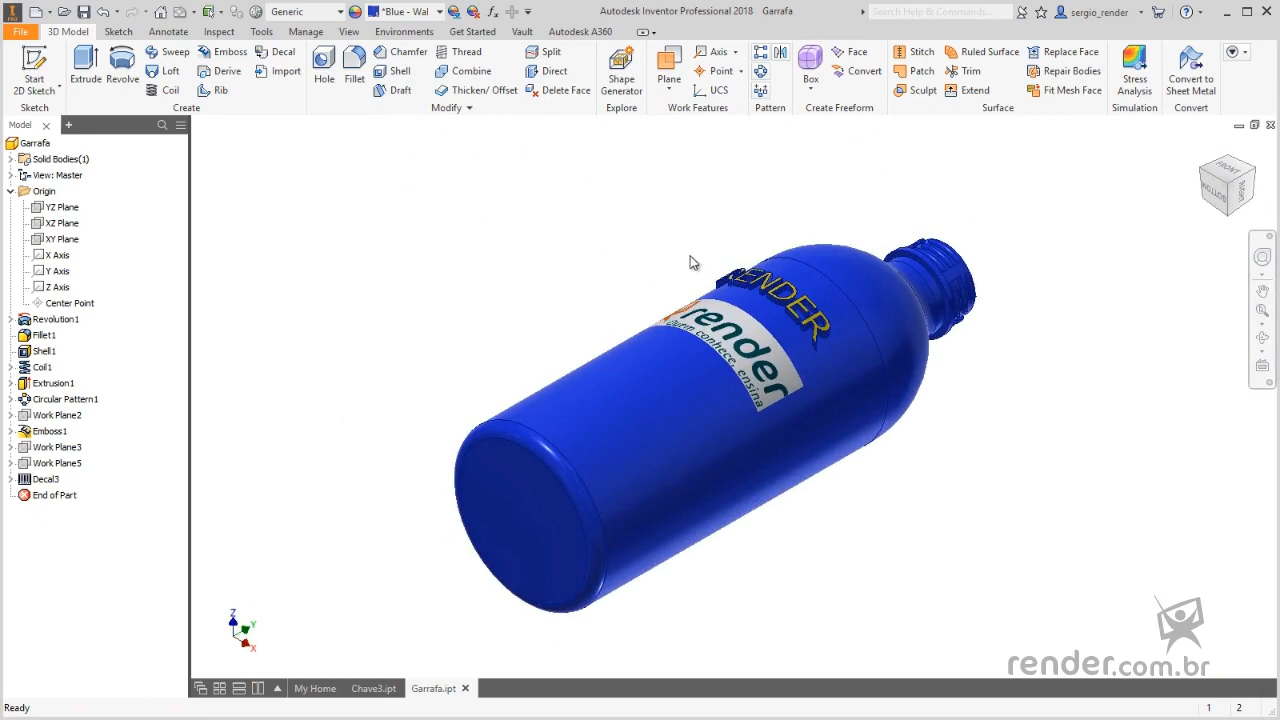 Generic
*Blue - Wal
Autodesk Inventor Professional 2018 Garrafa
Search Help & Commands...
sergio_render
PRO
File 3D Model Sketch Annotate Inspect Tools Manage View Environments Get Started Vault Autodesk A360
Start
2D Sketch
Sketch
Extrude Revolve
Sweep Emboss Decal
Loft Derive Import
Coil Rib
Create
Hole Fillet
Chamfer Thread Split
Shell Combine Direct
Draft Thicken/ Offset Delete Face
Modify
Shape
Generator
Explore
Plane
Axis
Point
UCS
Work Features
Pattern
Box
Face
Convert
Create Freeform
Stitch Ruled Surface Replace Face
Patch Trim Repair Bodies
Sculpt Extend Fit Mesh Face
Surface
Stress
Analysis
Simulation
Convert to
Sheet Metal
Convert
Model
Garrafa
Solid Bodies(1)
View: Master
Origin
YZ Plane
XZ Plane
XY Plane
X Axis
Y Axis
Z Axis
Center Point
Revolution1
Fillet1
Shell1
Coil1
Extrusion1
Circular Pattern1
Work Plane2
Emboss1
Work Plane3
Work Plane5
Decal3
End of Part
FRONT
BOTTOM
RENDER
render
conhece, ensina
Z
Y
X
render.com.br
My Home Chave3.ipt Garrafa.ipt
Ready
1 2